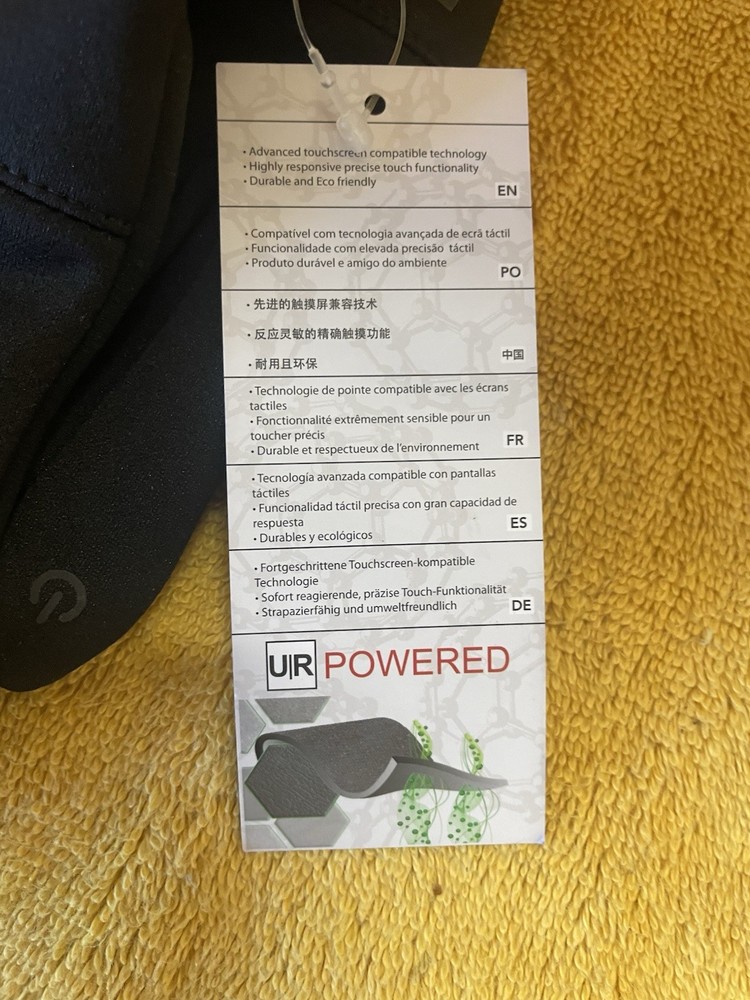 • Advanced touchscreen compatible technology
• Highly responsive precise touch functionality
• Durable and Eco friendly
EN
• Compatível com tecnologia avançada de ecrã táctil
• Funcionalidade com elevada precisão táctil
• Produto durável e amigo do ambiente
PO
• 先进的触摸屏兼容技术
• 反应灵敏的精确触摸功能
• 耐用且环保
中国
• Technologie de pointe compatible avec les écrans
tactiles
• Fonctionnalité extrêmement sensible pour un
toucher précis
• Durable et respectueux de l'environnement
FR
• Tecnología avanzada compatible con pantallas
táctiles
• Funcionalidad táctil precisa con gran capacidad de
respuesta
• Durables y ecológicos
ES
• Fortgeschrittene Touchscreen-kompatible
Technologie
• Sofort reagierende, präzise Touch-Funktionalität
• Strapazierfähig und umweltfreundlich
DE
U|R POWERED